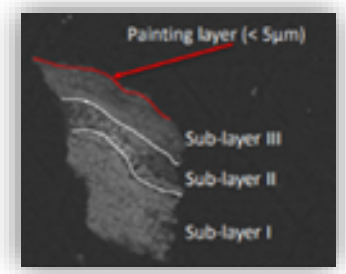 Painting layer (< 5µm)
Sub-layer III
Sub-layer II
Sub-layer I